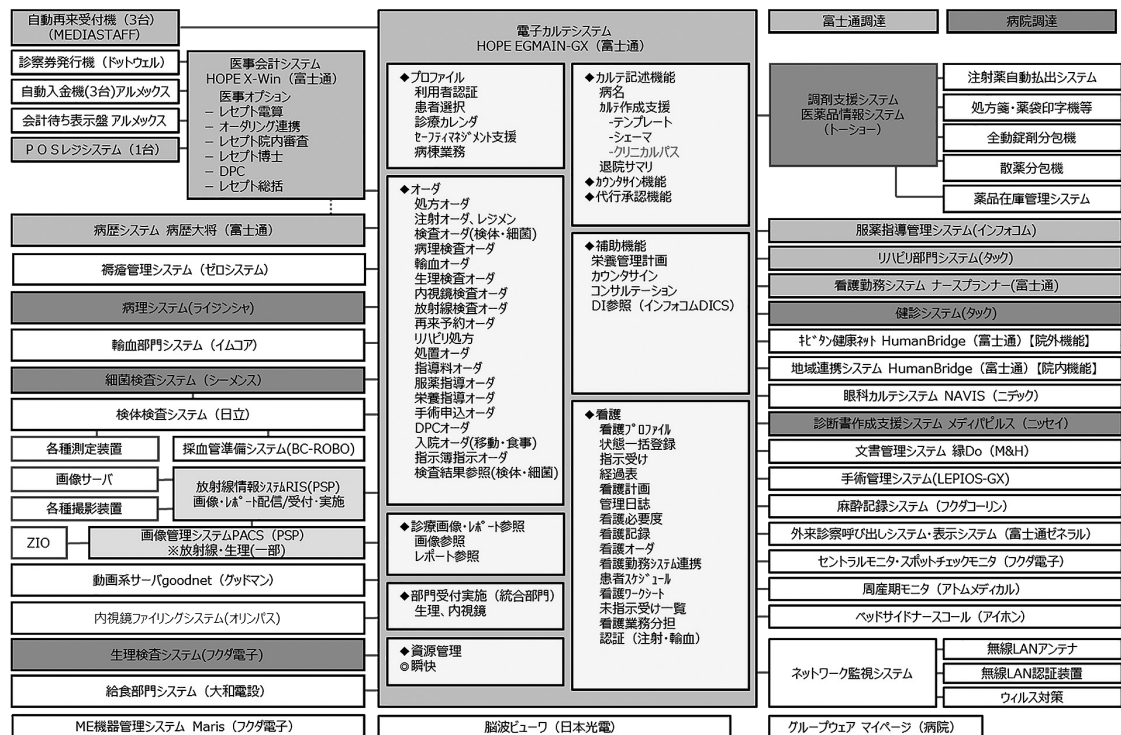 自動再来受付機（3台）
(MEDIASTAFF)
診察券発行機（ドットウェル）
自動入金機(3台)アルメックス
会計待ち表示盤 アルメックス
ＰＯＳレジシステム（1台）
医事会計システム
HOPE X-Win（富士通）
医事オプション
－ レセプト電算
－ オーダリング連携
－ レセプト院内審査
－ レセプト博士
－ DPC
－ レセプト総括
病歴システム 病歴大将（富士通）
褥瘡管理システム（ゼロシステム）
病理システム(ライジンシャ)
輸血部門システム（イムコア）
細菌検査システム（シーメンス）
検体検査システム（日立）
各種測定装置
採血管準備システム(BC-ROBO)
画像サーバ
各種撮影装置
放射線情報ｼｽﾃﾑRIS(PSP)
画像・ﾚﾎﾟｰﾄ配信/受付・実施
ZIO
画像管理システムPACS（PSP）
※放射線・生理(一部)
動画系サーバgoodnet（グッドマン）
内視鏡ファイリングシステム(オリンパス)
生理検査システム(フクダ電子)
給食部門システム（大和電設）
ME機器管理システム Maris（フクダ電子）
電子カルテシステム
HOPE EGMAIN-GX（富士通）
◆プロファイル
利用者認証
患者選択
診療カレンダ
ｾｰﾌﾃｨﾏﾈｼﾞﾒﾝﾄ支援
病棟業務
◆オーダ
処方オーダ
注射オーダ、レジメン
検査オーダ(検体・細菌)
病理検査オーダ
輸血オーダ
生理検査オーダ
内視鏡検査オーダ
放射線検査オーダ
再来予約オーダ
リハビリ処方
処置オーダ
指導料オーダ
服薬指導オーダ
栄養指導オーダ
手術申込オーダ
DPCオーダ
入院オーダ(移動・食事)
指示簿指示オーダ
検査結果参照(検体・細菌)
◆診療画像・ﾚﾎﾟｰﾄ参照
画像参照
レポート参照
◆部門受付実施（統合部門）
生理、内視鏡
◆資源管理
◎瞬快
◆カルテ記述機能
病名
ｶﾙﾃ作成支援
-テンプレート
-シェーマ
-クリニカルパス
退院サマリ
◆ｶｳﾝﾀｻｲﾝ機能
◆代行承認機能
◆補助機能
栄養管理計画
カウンタサイン
コンサルテーション
DI参照（インフォコムDICS）
◆看護
看護ﾌﾟﾛﾌｧｲﾙ
状態一括登録
指示受け
経過表
看護計画
管理日誌
看護必要度
看護記録
看護オーダ
看護勤務ｼｽﾃﾑ連携
患者ｽｹｼﾞｭｰﾙ
看護ﾜｰｸｼｰﾄ
未指示受け一覧
看護業務分担
認証（注射・輸血）
脳波ビューワ（日本光電）
富士通調達
病院調達
調剤支援システム
医薬品情報システム
(トーショー)
注射薬自動払出システム
処方箋・薬袋印字機等
全動錠剤分包機
散薬分包機
薬品在庫管理システム
服薬指導管理システム(インフォコム)
リハビリ部門システム(タック)
看護勤務システム ナースプランナー(富士通)
健診システム(タック)
ｷﾋﾞﾀﾝ健康ネット HumanBridge（富士通）【院外機能】
地域連携システム HumanBridge（富士通）【院内機能】
眼科カルテシステム NAVIS（ニデック）
診断書作成支援システム メディパピルス（ニッセイ）
文書管理システム 縁Do（M&H）
手術管理システム(LEPIOS-GX)
麻酔記録システム（フクダコーリン）
外来診察呼び出しシステム・表示システム（富士通ゼネラル）
セントラルモニタ・スポットチェックモニタ（フクダ電子）
周産期モニタ（アトムメディカル）
ベッドサイドナースコール（アイホン）
ネットワーク監視システム
無線LANアンテナ
無線LAN認証装置
ウィルス対策
グループウェア マイページ（病院）